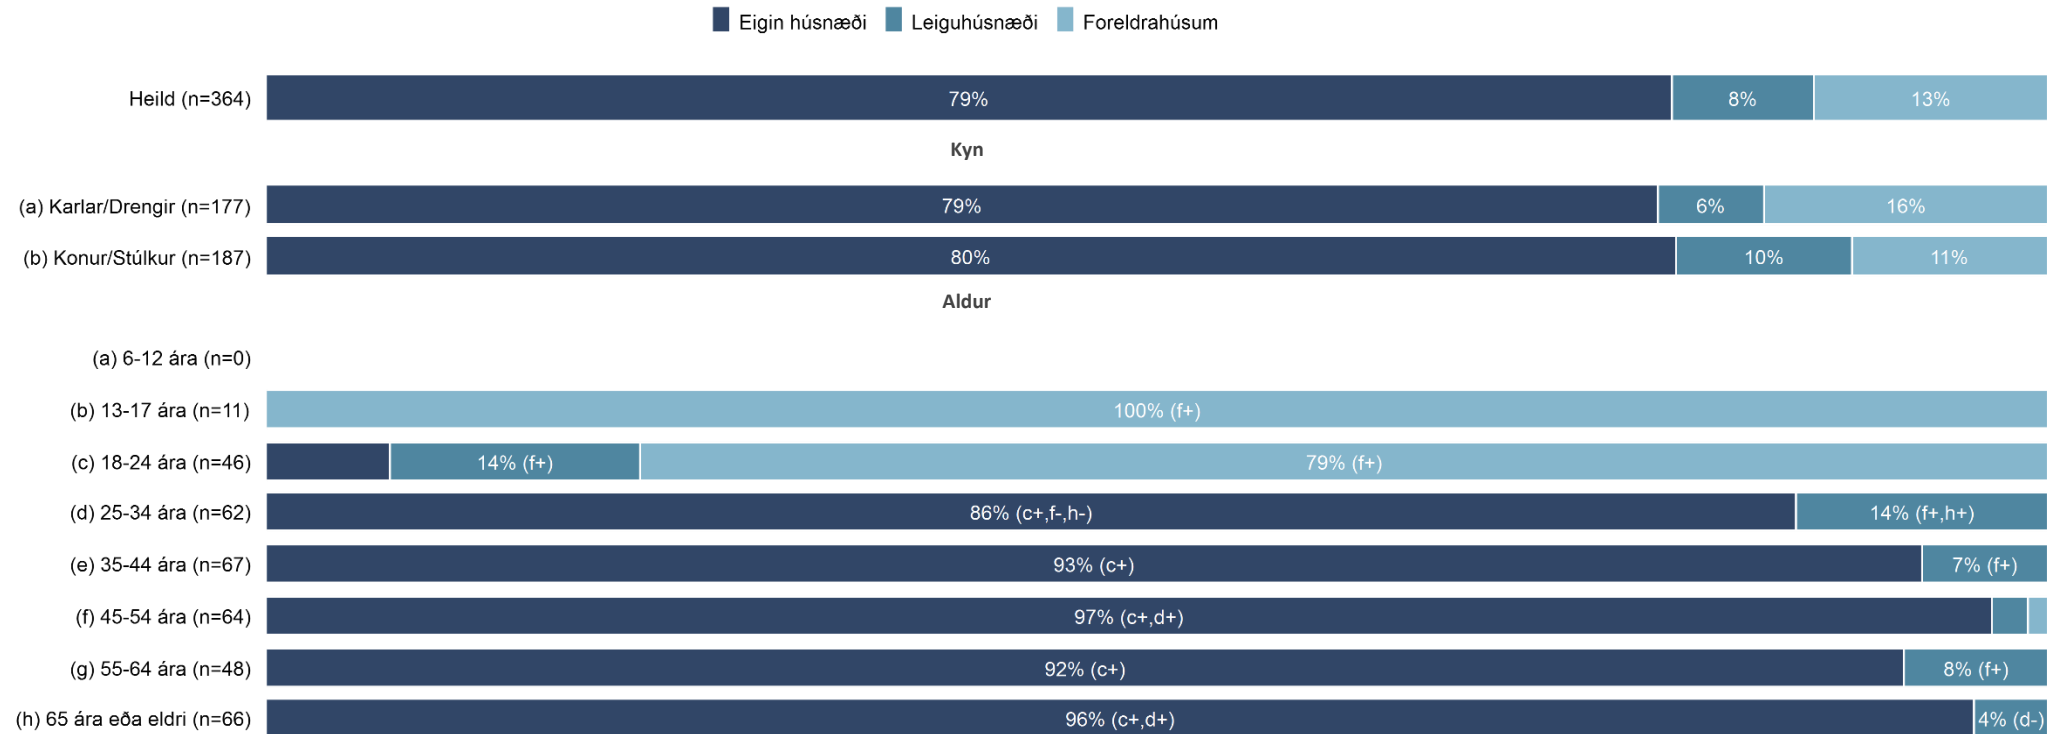 Eigin húsnæði Leiguhúsnæði Foreldrahúsum
Heild (n=364) 79% 8% 13%
Kyn
(a) Karlar/Drengir (n=177) 79% 6% 16%
(b) Konur/Stúlkur (n=187) 80% 10% 11%
Aldur
(a) 6-12 ára (n=0)
(b) 13-17 ára (n=11) 100% (f+)
(c) 18-24 ára (n=46) 14% (f+) 79% (f+)
(d) 25-34 ára (n=62) 86% (c+,f-,h-) 14% (f+,h+)
(e) 35-44 ára (n=67) 93% (c+) 7% (f+)
(f) 45-54 ára (n=64) 97% (c+,d+)
(g) 55-64 ára (n=48) 92% (c+) 8% (f+)
(h) 65 ára eða eldri (n=66) 96% (c+,d+) 4% (d-)